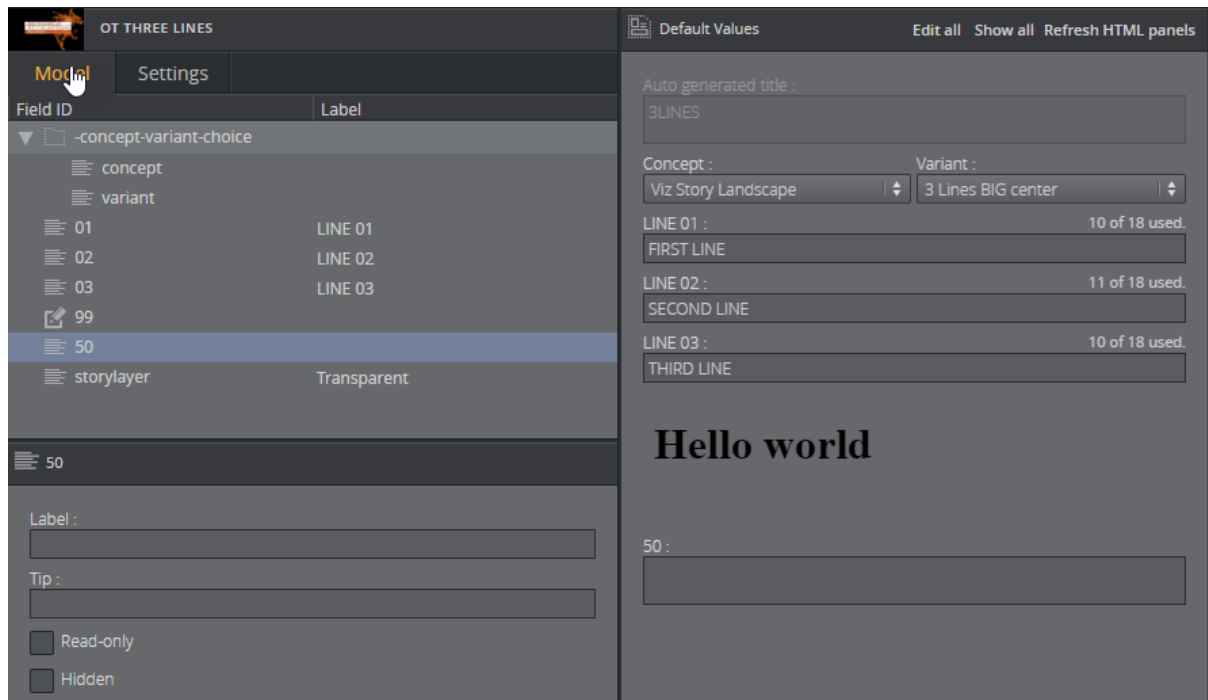 OT THREE LINES
Model Settings
Field ID Label
-concept-variant-choice
concept
variant
01 LINE 01
02 LINE 02
03 LINE 03
99
50
storylayer Transparent
50
Label :
Tip :
Read-only
Hidden
Default Values Edit all Show all Refresh HTML panels
Auto generated title :
3LINES
Concept : Variant :
Viz Story Landscape 3 Lines BIG center
LINE 01 : 10 of 18 used.
FIRST LINE
LINE 02 : 11 of 18 used.
SECOND LINE
LINE 03 : 10 of 18 used.
THIRD LINE
Hello world
50 :